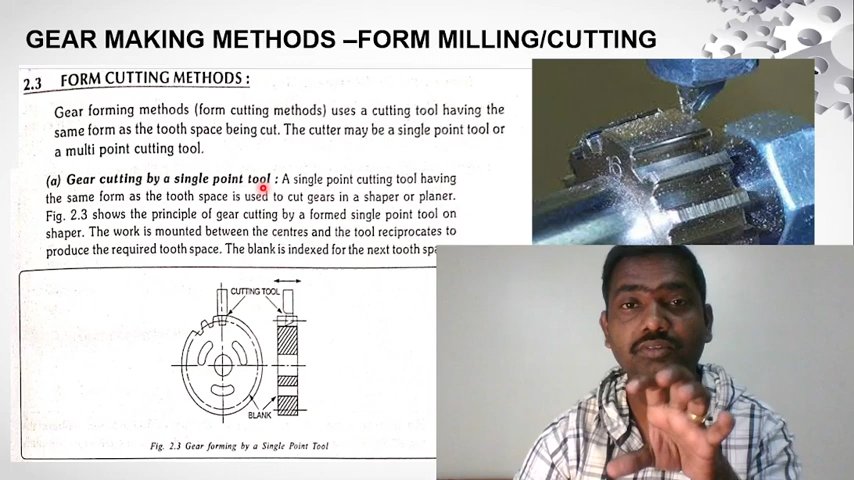 GEAR MAKING METHODS –FORM MILLING/CUTTING
2.3 FORM CUTTING METHODS :
Gear forming methods (form cutting methods) uses a cutting tool having the
same form as the tooth space being cut. The cutter may be a single point tool or
a multi point cutting tool.
(a) Gear cutting by a single point tool : A single point cutting tool having
the same form as the tooth space is used to cut gears in a shaper or planer.
Fig. 2.3 shows the principle of gear cutting by a formed single point tool on
shaper. The work is mounted between the centres and the tool reciprocates to
produce the required tooth space. The blank is indexed for the next tooth
CUTTING TOOL
BLANK
Fig. 2.3 Gear forming by a Single Point Tool